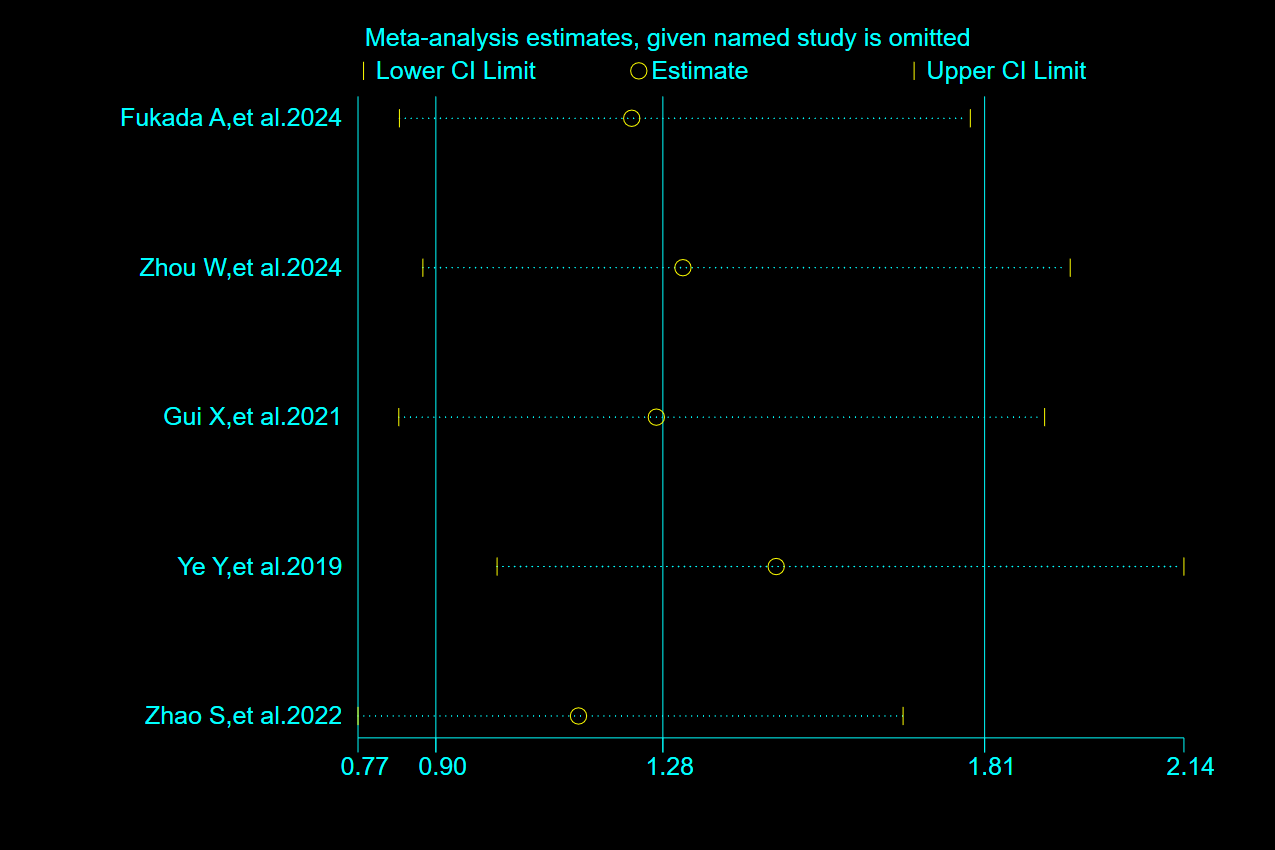 Meta-analysis estimates, given named study is omitted
| Lower CI Limit ○ Estimate | Upper CI Limit
Fukada A,et al.2024
Zhou W,et al.2024
Gui X,et al.2021
Ye Y,et al.2019
Zhao S,et al.2022
0.77 0.90 1.28 1.81 2.14